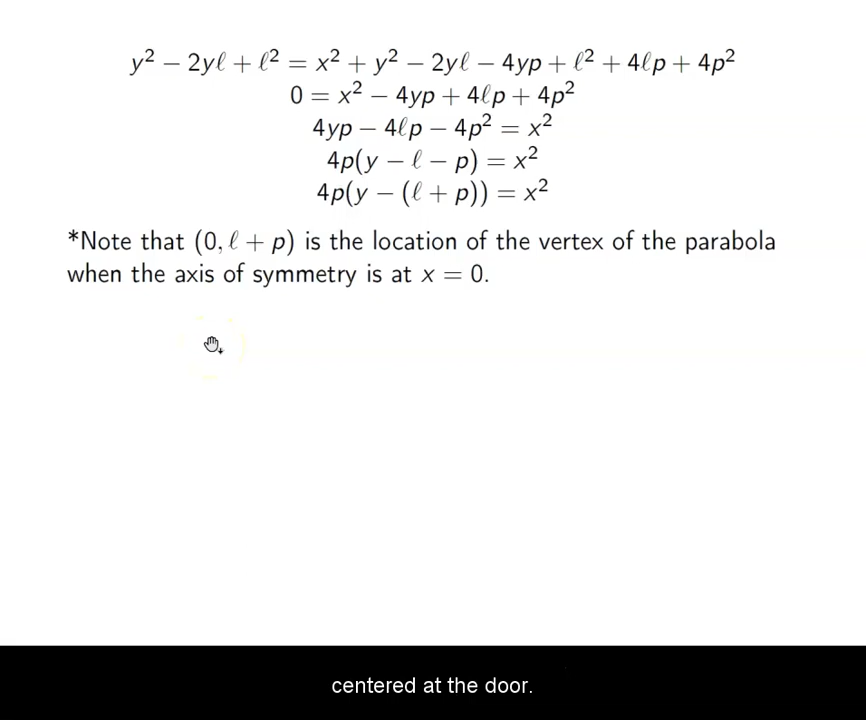 y² − 2yℓ + ℓ² = x² + y² − 2yℓ − 4yp + ℓ² + 4ℓp + 4p²
0 = x² − 4yp + 4ℓp + 4p²
4yp − 4ℓp − 4p² = x²
4p(y − ℓ − p) = x²
4p(y − (ℓ + p)) = x²
*Note that (0, ℓ + p) is the location of the vertex of the parabola
when the axis of symmetry is at x = 0.
centered at the door.